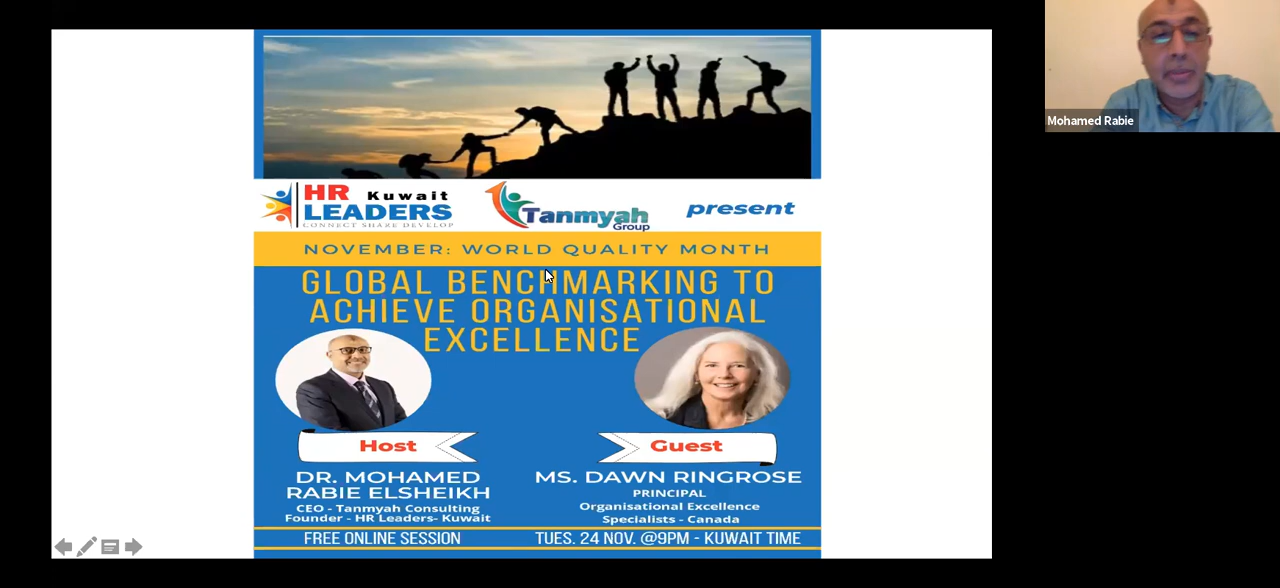 Mohamed Rabie
HR Kuwait
LEADERS
CONNECT SHARE DEVELOP
Tanmyah
Group
present
NOVEMBER: WORLD QUALITY MONTH
GLOBAL BENCHMARKING TO
ACHIEVE ORGANISATIONAL
EXCELLENCE
Host
DR. MOHAMED
RABIE ELSHEIKH
CEO - Tanmyah Consulting
Founder - HR Leaders- Kuwait
Guest
MS. DAWN RINGROSE
PRINCIPAL
Organisational Excellence
Specialists - Canada
FREE ONLINE SESSION
TUES. 24 NOV. @9PM - KUWAIT TIME